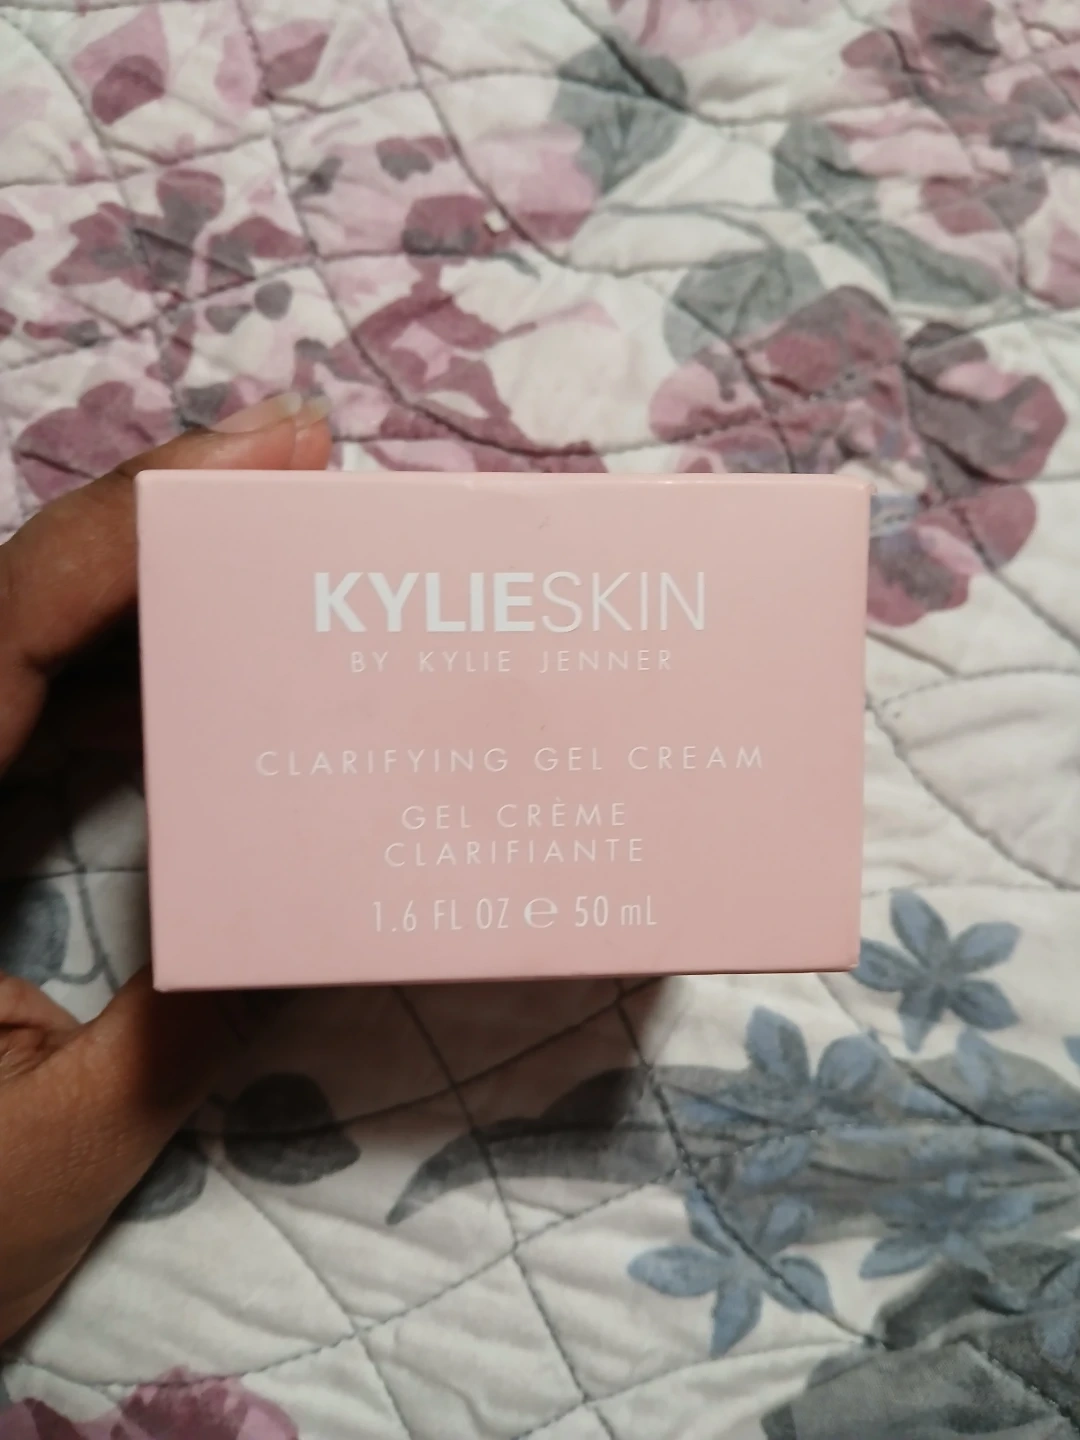 KYLIESKIN
BY KYLIE JENNER
CLARIFYING GEL CREAM
GEL CRÈME
CLARIFIANTE
1.6 FL OZ ℮ 50 mL